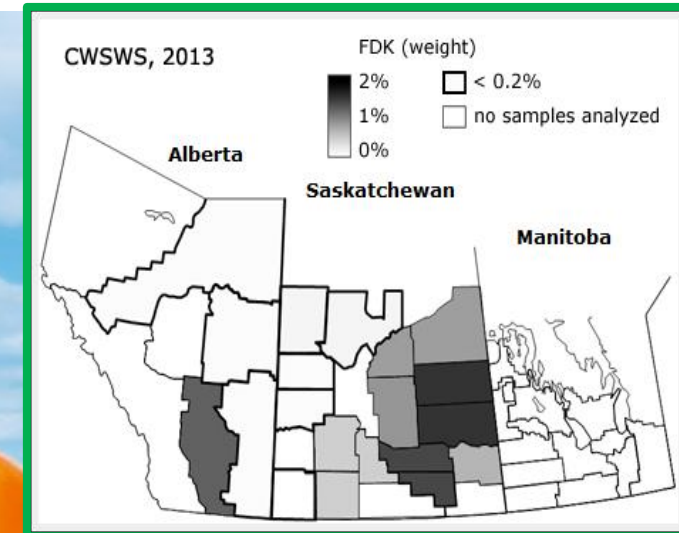 CWSWS, 2013
FDK (weight)
2%
1%
0%
< 0.2%
no samples analyzed
Alberta
Saskatchewan
Manitoba